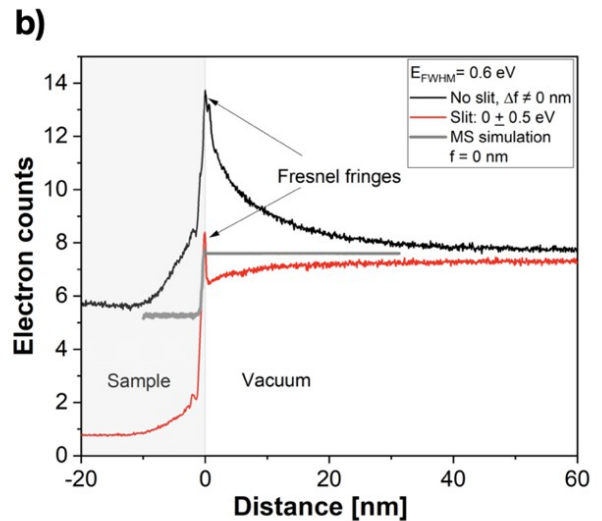 b)
E_FWHM = 0.6 eV
No slit, Δf ≠ 0 nm
Slit: 0 ± 0.5 eV
MS simulation
f = 0 nm
Fresnel fringes
Sample
Vacuum
Electron counts
14
12
10
8
6
4
2
0
-20
0
20
40
60
Distance [nm]